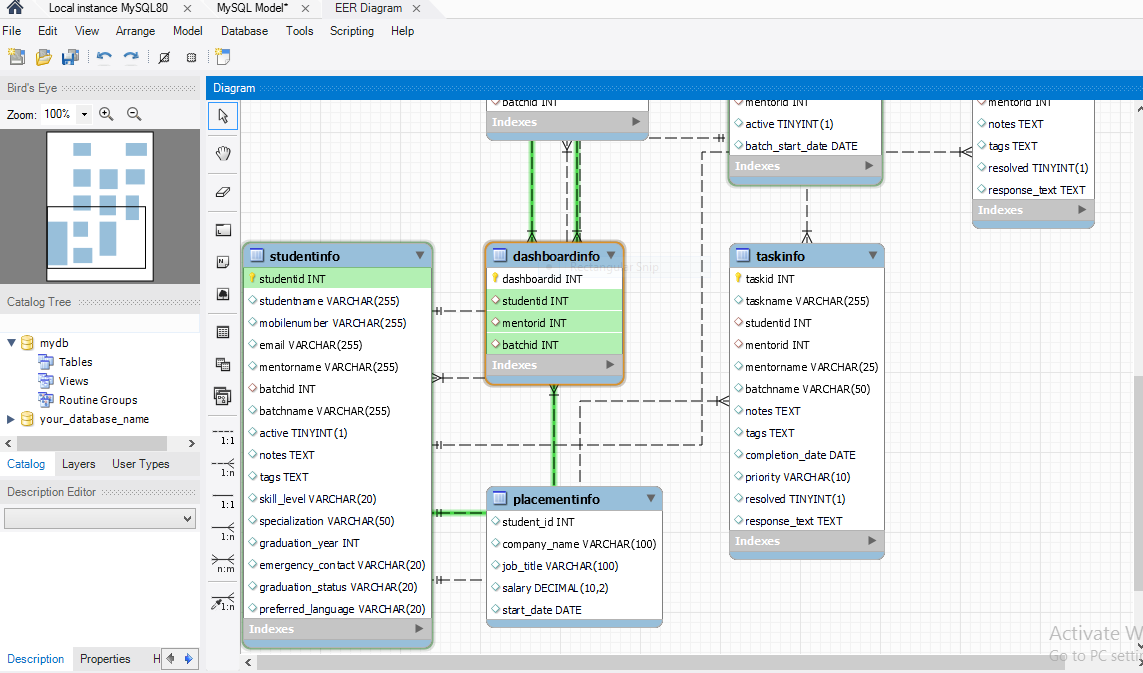 Local instance MySQL80 × MySQL Model* × EER Diagram ×
File Edit View Arrange Model Database Tools Scripting Help
Bird's Eye
Zoom: 100%
Catalog Tree
mydb
Tables
Views
Routine Groups
your_database_name
Catalog Layers User Types
Description Editor
Description Properties H
Diagram
1:1
1:n
1:1
1:n
n:m
1:n
batchid INT
Indexes
mentorid INT
active TINYINT(1)
batch_start_date DATE
Indexes
mentorid INT
notes TEXT
tags TEXT
resolved TINYINT(1)
response_text TEXT
Indexes
studentinfo
studentid INT
studentname VARCHAR(255)
mobilenumber VARCHAR(255)
email VARCHAR(255)
mentorname VARCHAR(255)
batchid INT
batchname VARCHAR(255)
active TINYINT(1)
notes TEXT
tags TEXT
skill_level VARCHAR(20)
specialization VARCHAR(50)
graduation_year INT
emergency_contact VARCHAR(20)
graduation_status VARCHAR(20)
preferred_language VARCHAR(20)
Indexes
dashboardinfo
Rectangular Snip
dashboardid INT
studentid INT
mentorid INT
batchid INT
Indexes
placementinfo
student_id INT
company_name VARCHAR(100)
job_title VARCHAR(100)
salary DECIMAL(10,2)
start_date DATE
taskinfo
taskid INT
taskname VARCHAR(255)
studentid INT
mentorid INT
mentorname VARCHAR(25)
batchname VARCHAR(50)
notes TEXT
tags TEXT
completion_date DATE
priority VARCHAR(10)
resolved TINYINT(1)
response_text TEXT
Indexes
Activate W
Go to PC setti